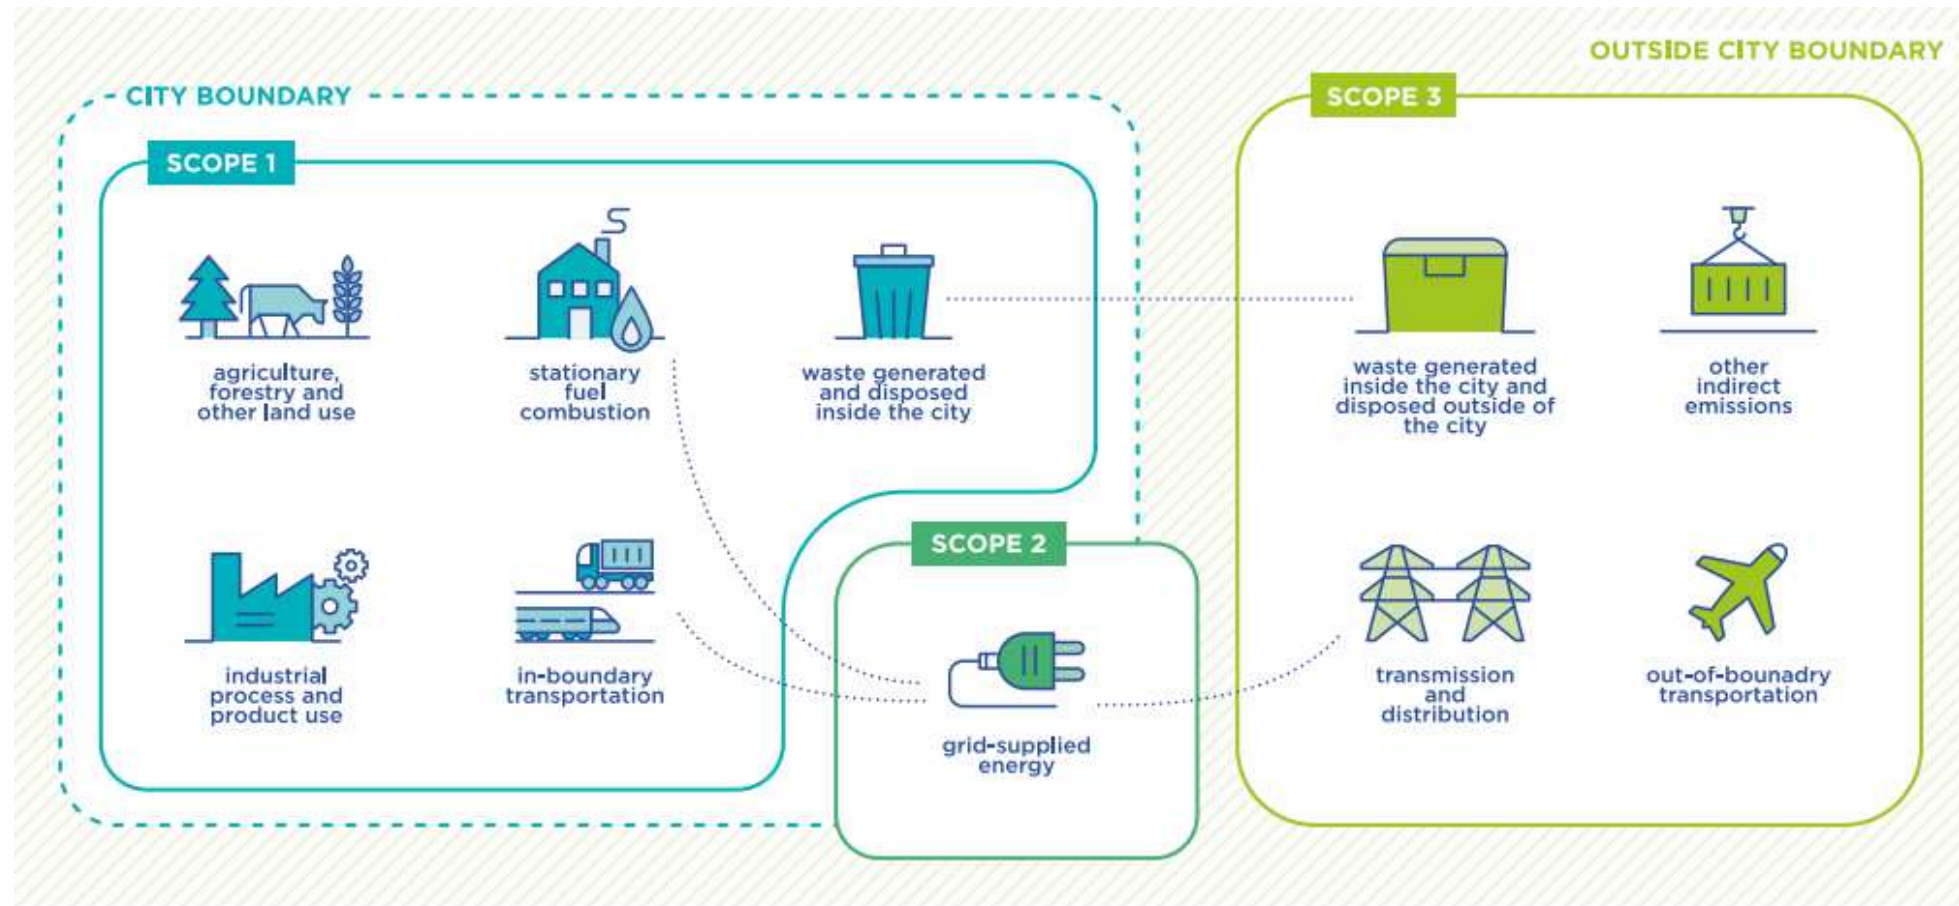 OUTSIDE CITY BOUNDARY
CITY BOUNDARY
SCOPE 1
agriculture,
forestry and
other land use
stationary
fuel
combustion
waste generated
and disposed
inside the city
industrial
process and
product use
in-boundary
transportation
SCOPE 2
grid-supplied
energy
SCOPE 3
waste generated
inside the city and
disposed outside of
the city
other
indirect
emissions
transmission
and
distribution
out-of-bounadry
transportation